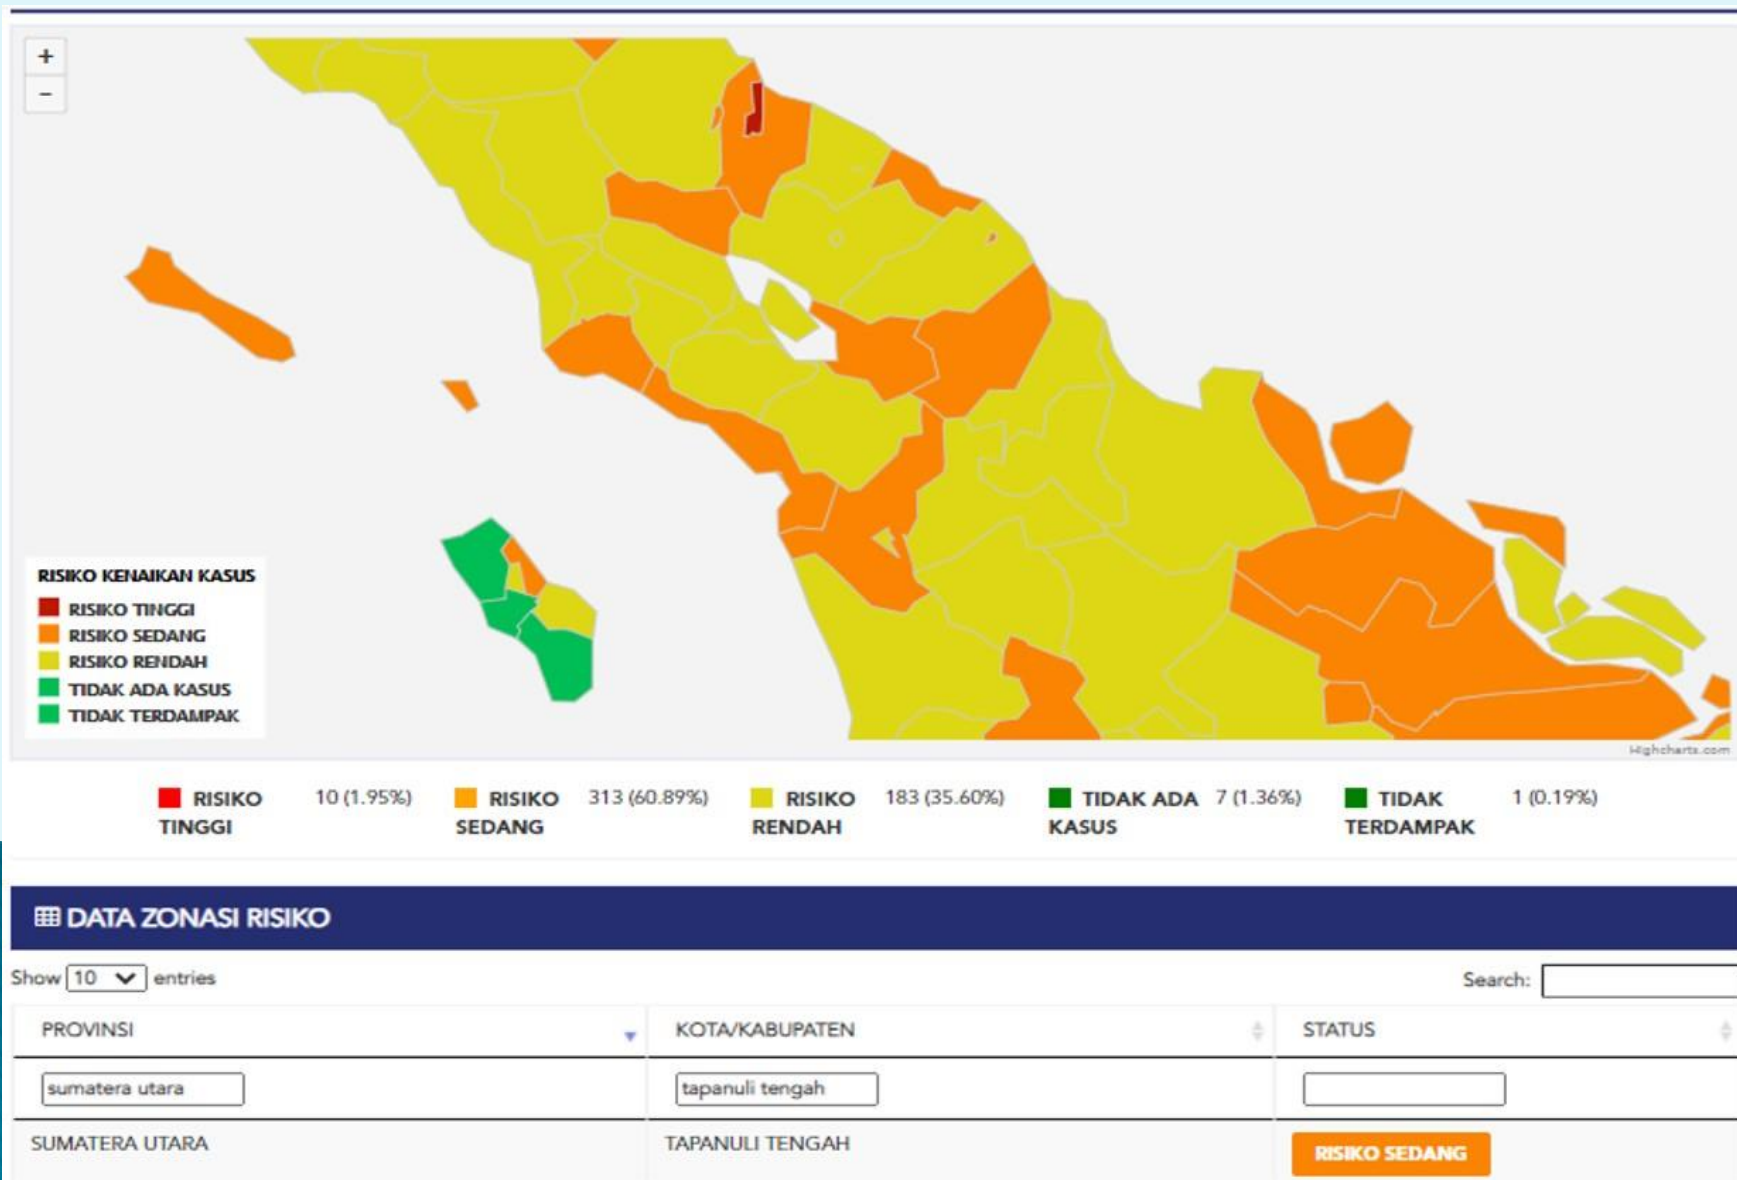 +
−
RISIKO KENAIKAN KASUS
RISIKO TINGGI
RISIKO SEDANG
RISIKO RENDAH
TIDAK ADA KASUS
TIDAK TERDAMPAK
Highcharts.com
RISIKO TINGGI 10 (1.95%)
RISIKO SEDANG 313 (60.89%)
RISIKO RENDAH 183 (35.60%)
TIDAK ADA KASUS 7 (1.36%)
TIDAK TERDAMPAK 1 (0.19%)
DATA ZONASI RISIKO
Show 10 entries
Search:
PROVINSI KOTA/KABUPATEN STATUS
sumatera utara tapanuli tengah
SUMATERA UTARA TAPANULI TENGAH RISIKO SEDANG